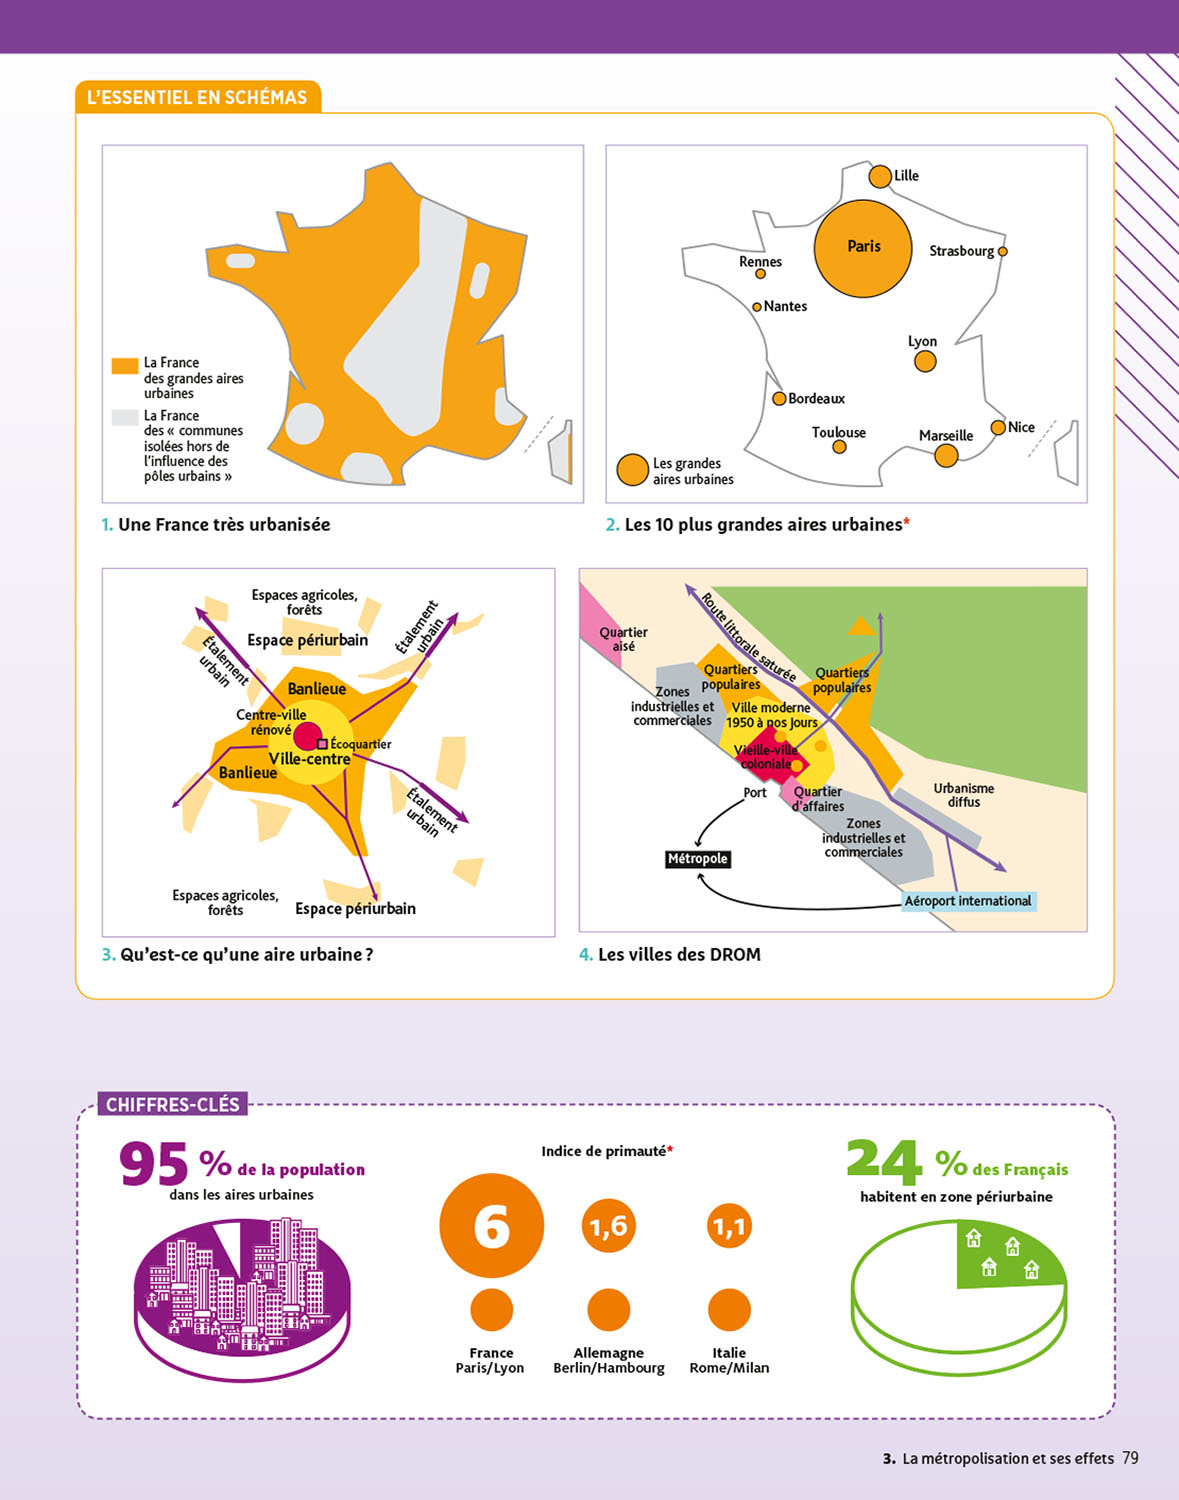 L'ESSENTIEL EN SCHÉMAS
La France
des grandes aires
urbaines
La France
des « communes
isolées hors de
l'influence des
pôles urbains »
1. Une France très urbanisée
Lille
Paris
Strasbourg
Rennes
Nantes
Lyon
Bordeaux
Toulouse
Marseille
Nice
Les grandes
aires urbaines
2. Les 10 plus grandes aires urbaines*
Espaces agricoles,
forêts
Espace périurbain
Étalement
urbain
Étalement
urbain
Banlieue
Centre-ville
rénové
Écoquartier
Ville-centre
Banlieue
Étalement
urbain
Espaces agricoles,
forêts
Espace périurbain
3. Qu'est-ce qu'une aire urbaine ?
Quartier
aisé
Route littorale saturée
Quartiers
populaires
Quartiers
populaires
Zones
industrielles et
commerciales
Ville moderne
1950 à nos jours
Vieille-ville
coloniale
Port
Quartier
d'affaires
Urbanisme
diffus
Zones
industrielles et
commerciales
Métropole
Aéroport international
4. Les villes des DROM
CHIFFRES-CLÉS
95 % de la population
dans les aires urbaines
Indice de primauté*
6
1,6
1,1
France
Paris/Lyon
Allemagne
Berlin/Hambourg
Italie
Rome/Milan
24 % des Français
habitent en zone périurbaine
3. La métropolisation et ses effets 79